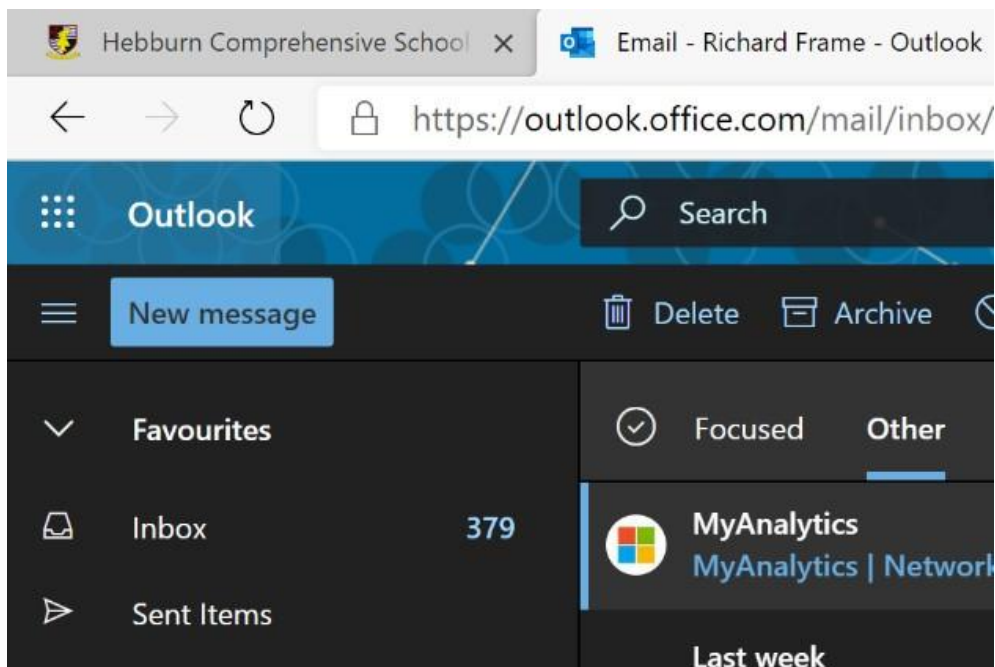 Hebburn Comprehensive School
Email - Richard Frame - Outlook
https://outlook.office.com/mail/inbox/
Outlook
Search
New message
Delete
Archive
Favourites
Focused
Other
Inbox
379
MyAnalytics
MyAnalytics | Network
Sent Items
Last week